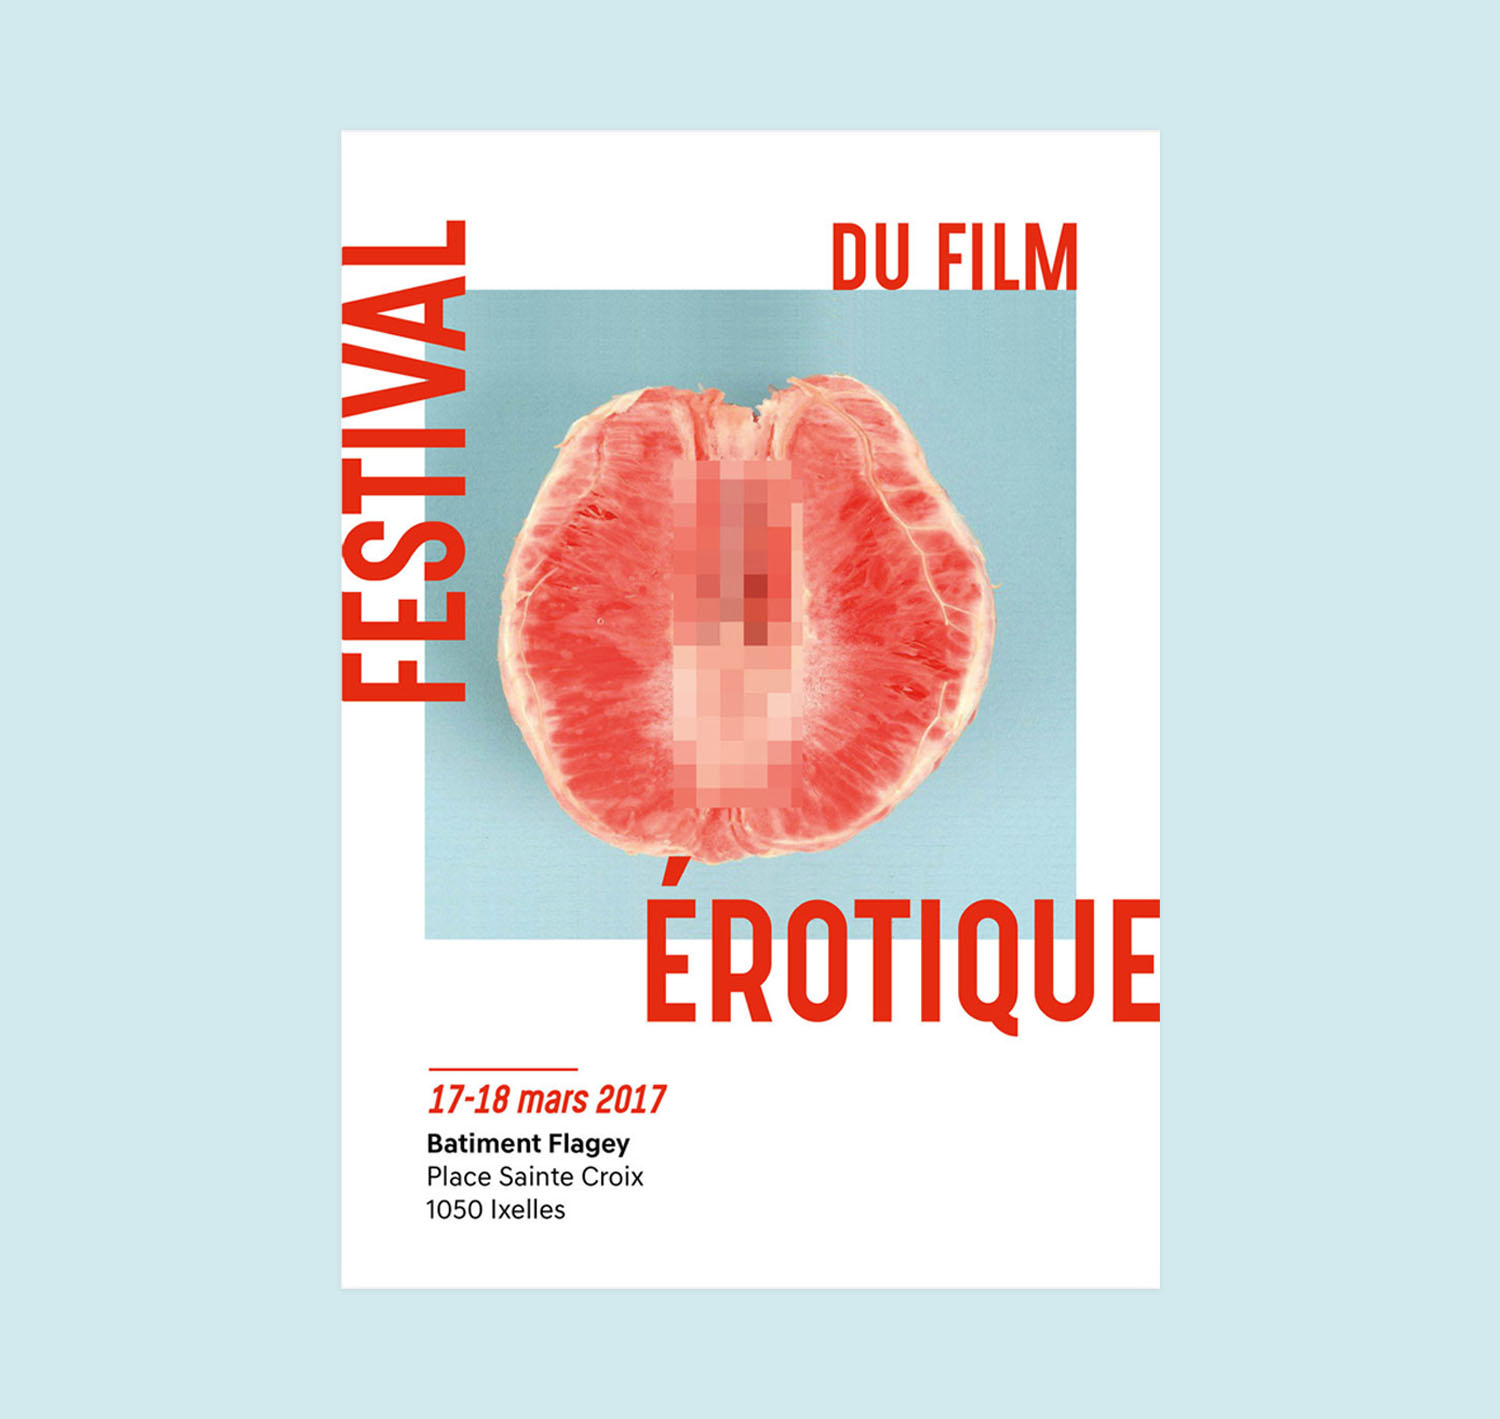 FESTIVAL
DU FILM
ÉROTIQUE
17-18 mars 2017
Batiment Flagey
Place Sainte Croix
1050 Ixelles